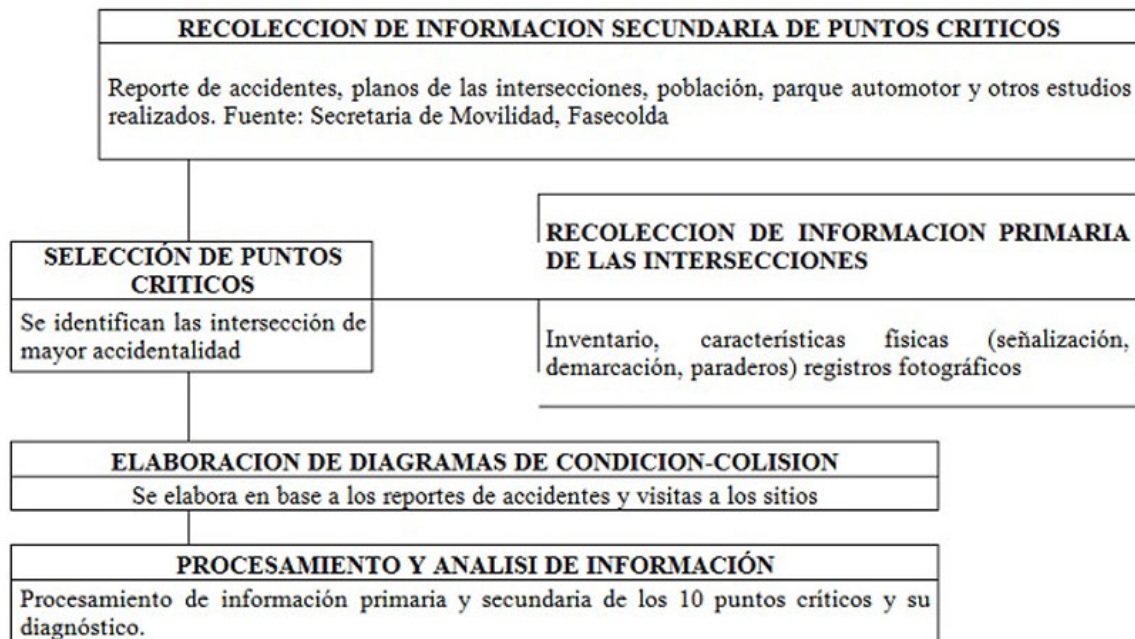 RECOLECCION DE INFORMACION SECUNDARIA DE PUNTOS CRITICOS
Reporte de accidentes, planos de las intersecciones, población, parque automotor y otros estudios
realizados. Fuente: Secretaria de Movilidad, Fasecolda
SELECCIÓN DE PUNTOS
CRITICOS
Se identifican las intersección de
mayor accidentalidad
RECOLECCION DE INFORMACION PRIMARIA
DE LAS INTERSECCIONES
Inventario, características físicas (señalización,
demarcación, paraderos) registros fotográficos
ELABORACION DE DIAGRAMAS DE CONDICION-COLISION
Se elabora en base a los reportes de accidentes y visitas a los sitios
PROCESAMIENTO Y ANALISI DE INFORMACIÓN
Procesamiento de información primaria y secundaria de los 10 puntos críticos y su
diagnóstico.